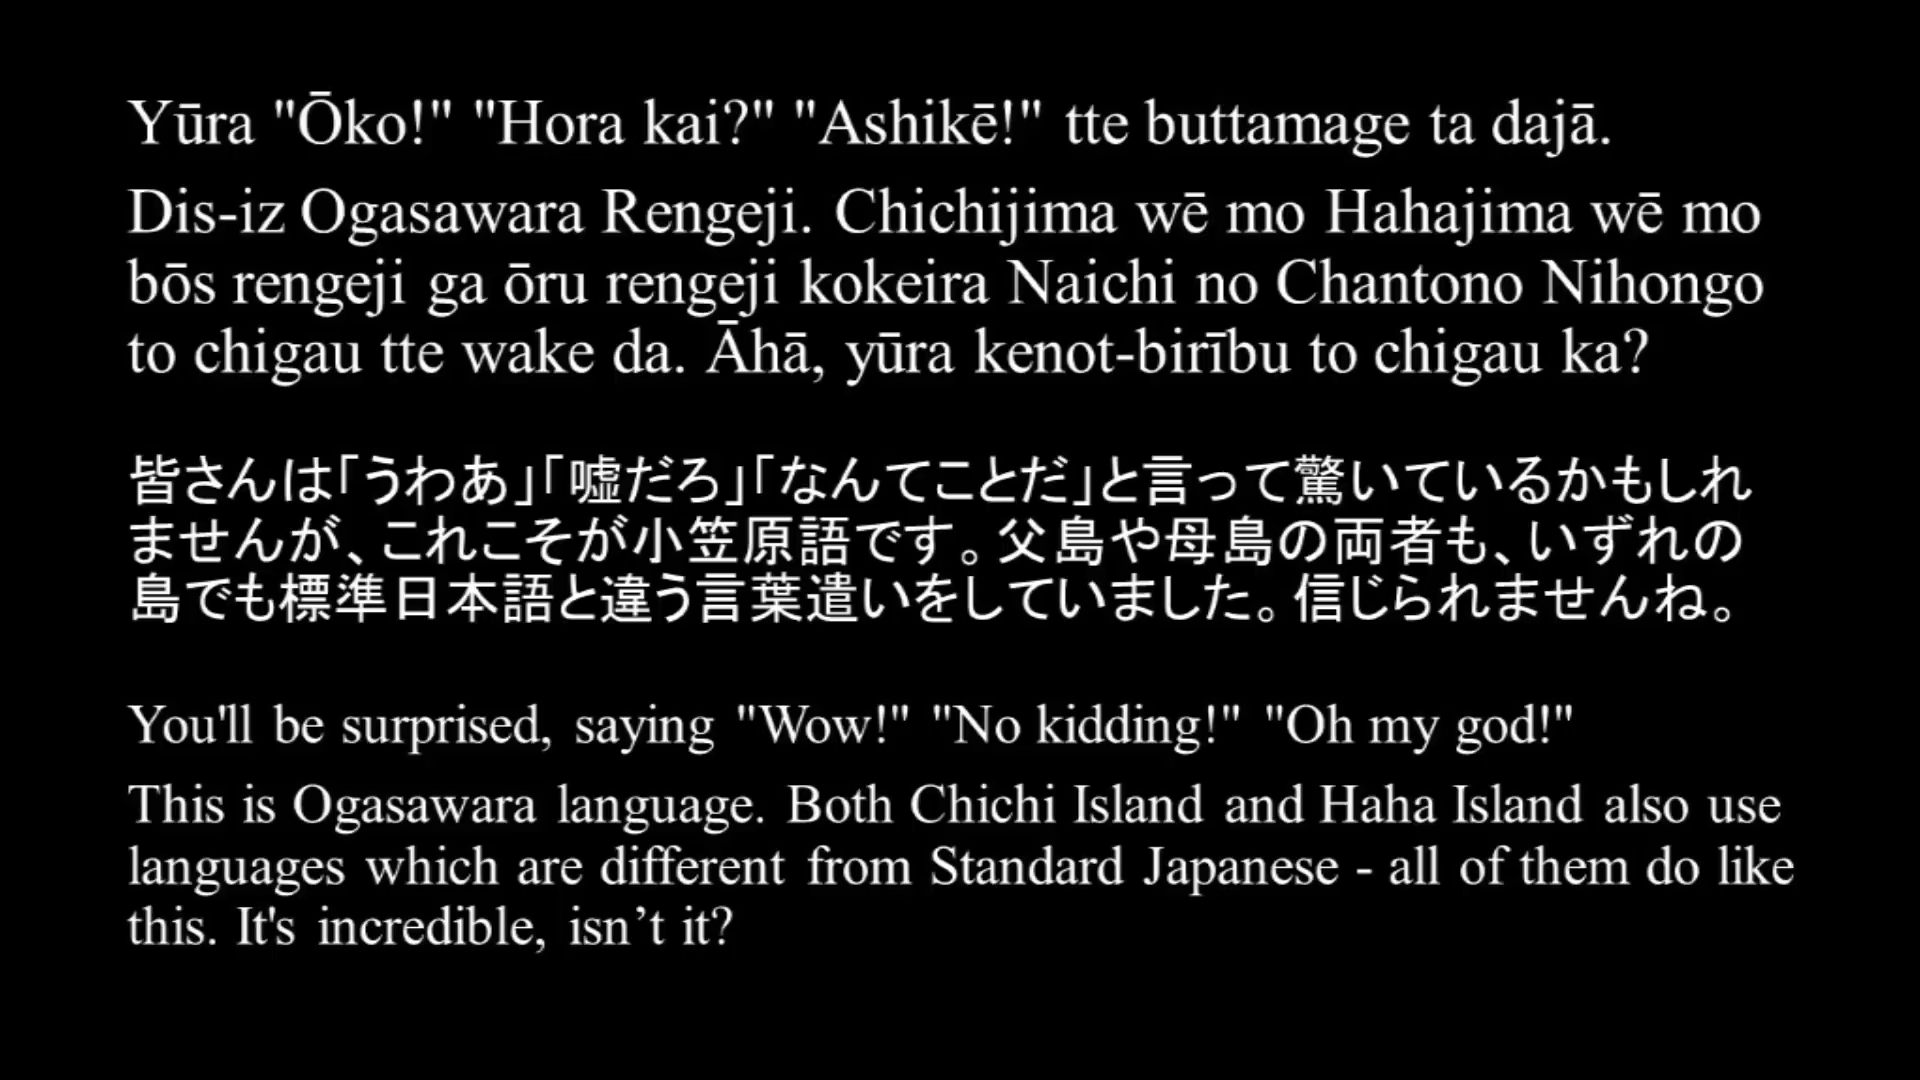 Yūra "Ōko!" "Hora kai?" "Ashikē!" tte buttamage ta dajā.
Dis-iz Ogasawara Rengeji. Chichijima wē mo Hahajima wē mo
bōs rengeji ga ōru rengeji kokeira Naichi no Chantono Nihongo
to chigau tte wake da. Āhā, yūra kenot-birību to chigau ka?
皆さんは「うわあ」「嘘だろ」「なんてことだ」と言って驚いているかもしれ
ませんが、これこそが小笠原語です。父島や母島の両者も、いずれの
島でも標準日本語と違う言葉遣いをしていました。信じられませんね。
You'll be surprised, saying "Wow!" "No kidding!" "Oh my god!"
This is Ogasawara language. Both Chichi Island and Haha Island also use
languages which are different from Standard Japanese - all of them do like
this. It's incredible, isn’t it?